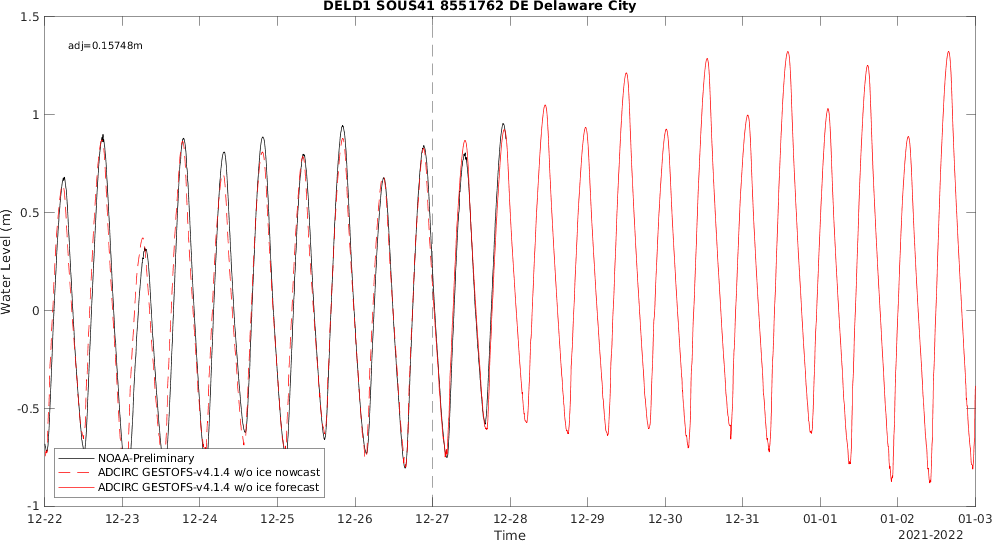 DELD1 SOUS41 8551762 DE Delaware City
1.5
adj=0.15748m
1
0.5
0
-0.5
-1
Water Level (m)
NOAA-Preliminary
ADCIRC GESTOFS-v4.1.4 w/o ice nowcast
ADCIRC GESTOFS-v4.1.4 w/o ice forecast
12-22 12-23 12-24 12-25 12-26 12-27 12-28 12-29 12-30 12-31 01-01 01-02 01-03
Time
2021-2022